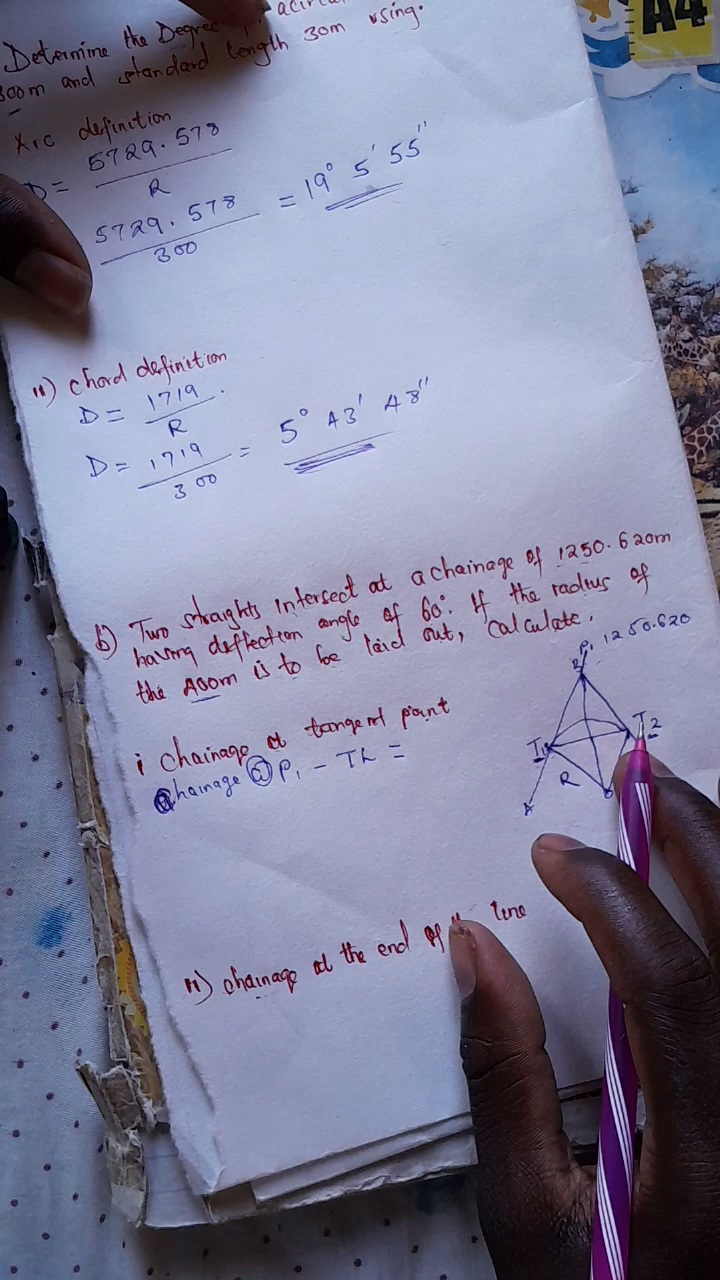 Determine the Degree
300m and standard length 30m using.
Arc definition
D = 5729.578
R
5729.578
300
= 19° 5' 55"
11) chord definition
D = 1719
R
D = 1719
300
= 5° 43' 48"
b) Two straights intersect at a chainage of 1250.620m
having deflection angle of 60°. If the radius of
the 400m is to be laid out, calculate.
P, 1250.620
B
i chainage at tangent point
T1
T2
Chainage @ P1 - TL =
R
A
11) chainage at the end of line
A4